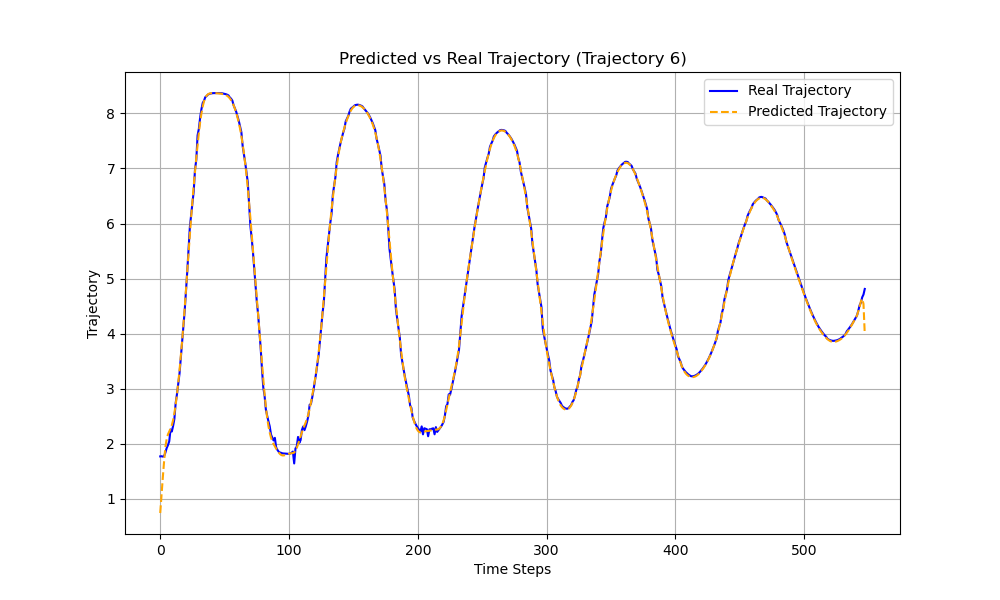 Predicted vs Real Trajectory (Trajectory 6)
Real Trajectory
Predicted Trajectory
8
7
6
5
4
3
2
1
Trajectory
0 100 200 300 400 500
Time Steps